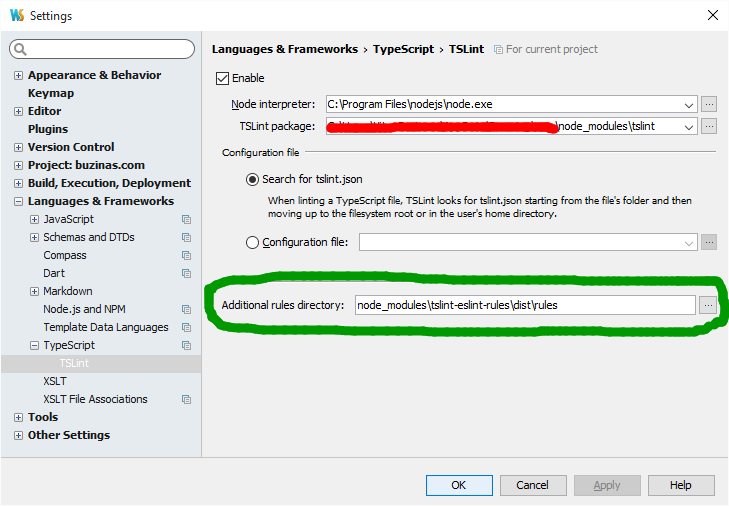 WS Settings
Appearance & Behavior
Keymap
Editor
Plugins
Version Control
Project: buzinas.com
Build, Execution, Deployment
Languages & Frameworks
JavaScript
Schemas and DTDs
Compass
Dart
Markdown
Node.js and NPM
Template Data Languages
TypeScript
TSLint
XSLT
XSLT File Associations
Tools
Other Settings
Languages & Frameworks › TypeScript › TSLint For current project
Enable
Node interpreter: C:\Program Files\nodejs\node.exe ...
TSLint package: \node_modules\tslint ...
Configuration file
Search for tslint.json
When linting a TypeScript file, TSLint looks for tslint.json starting from the file's folder and then
moving up to the filesystem root or in the user's home directory.
Configuration file: ...
Additional rules directory: node_modules\tslint-eslint-rules\dist\rules ...
OK Cancel Apply Help